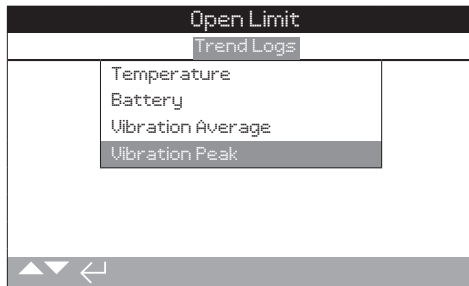 Open Limit
Trend Logs
Temperature
Battery
Vibration Average
Vibration Peak